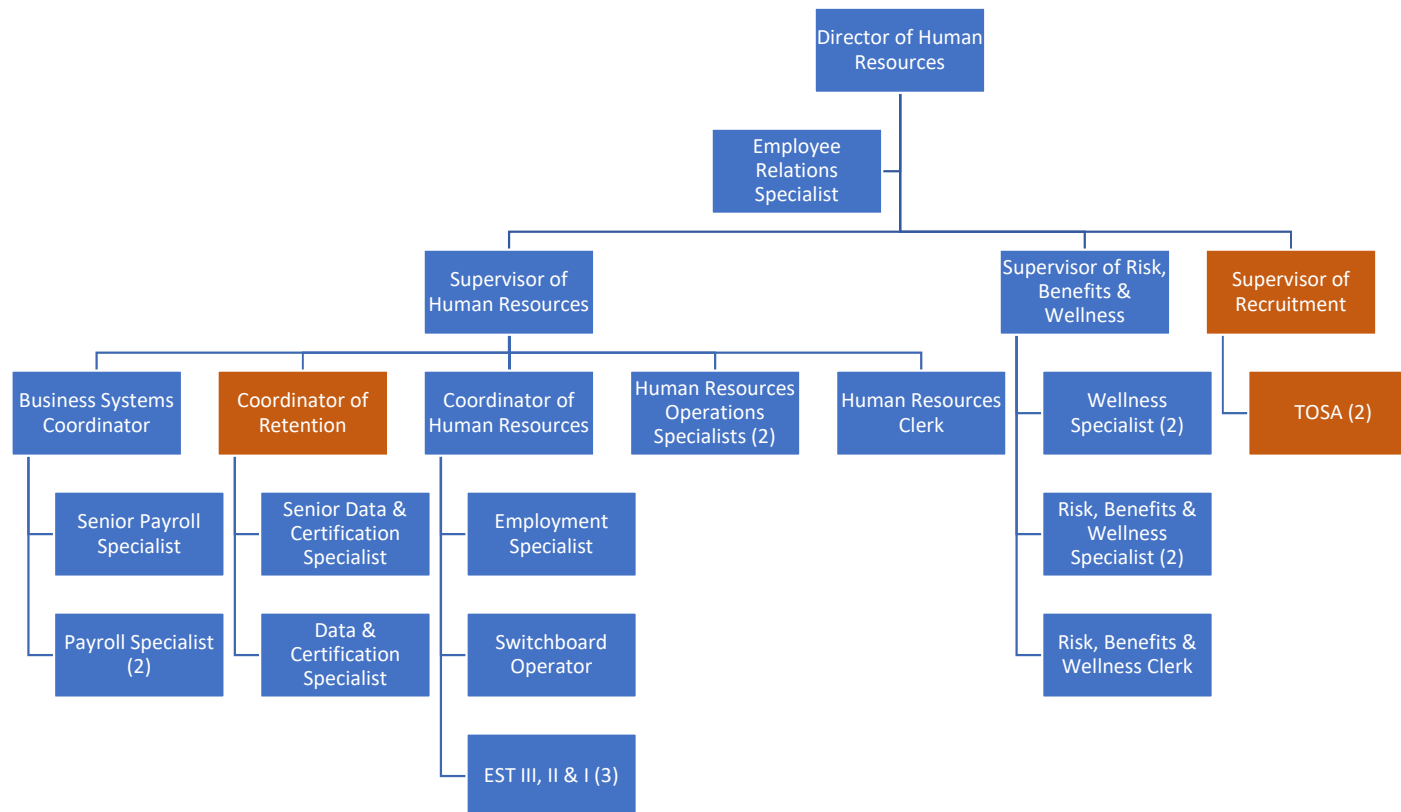 Director of Human
Resources
Employee
Relations
Specialist
Supervisor of
Human Resources
Supervisor of Risk,
Benefits &
Wellness
Supervisor of
Recruitment
Business Systems
Coordinator
Coordinator of
Retention
Coordinator of
Human Resources
Human Resources
Operations
Specialists (2)
Human Resources
Clerk
Wellness
Specialist (2)
TOSA (2)
Senior Payroll
Specialist
Senior Data &
Certification
Specialist
Employment
Specialist
Risk, Benefits &
Wellness
Specialist (2)
Payroll Specialist
(2)
Data &
Certification
Specialist
Switchboard
Operator
Risk, Benefits &
Wellness Clerk
EST III, II & I (3)